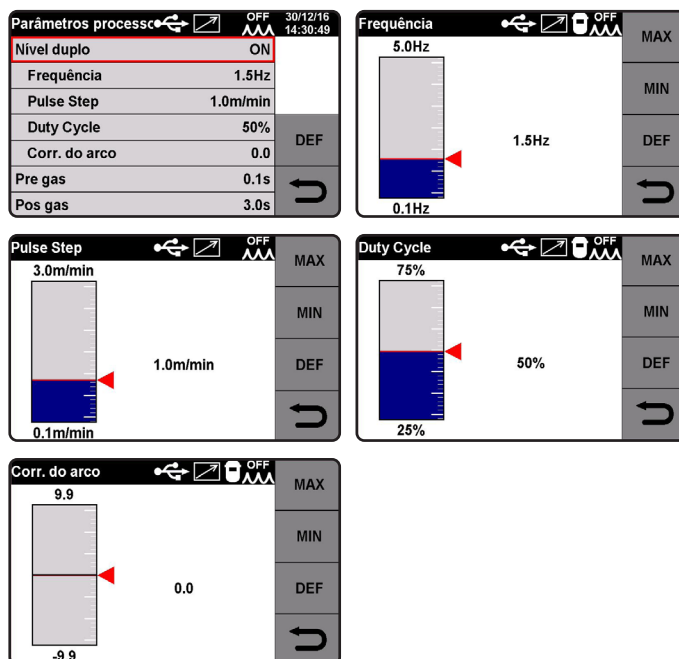 Parâmetros processo OFF 30/12/16
14:30:49
Nível duplo ON
Frequência 1.5Hz
Pulse Step 1.0m/min
Duty Cycle 50%
Corr. do arco 0.0
DEF
Pre gas 0.1s
Pos gas 3.0s
Frequência OFF
MAX
5.0Hz
MIN
1.5Hz
DEF
0.1Hz
Pulse Step OFF
MAX
3.0m/min
MIN
1.0m/min
DEF
0.1m/min
Duty Cycle OFF
MAX
75%
MIN
50%
DEF
25%
Corr. do arco OFF
MAX
9.9
MIN
0.0
DEF
-9.9